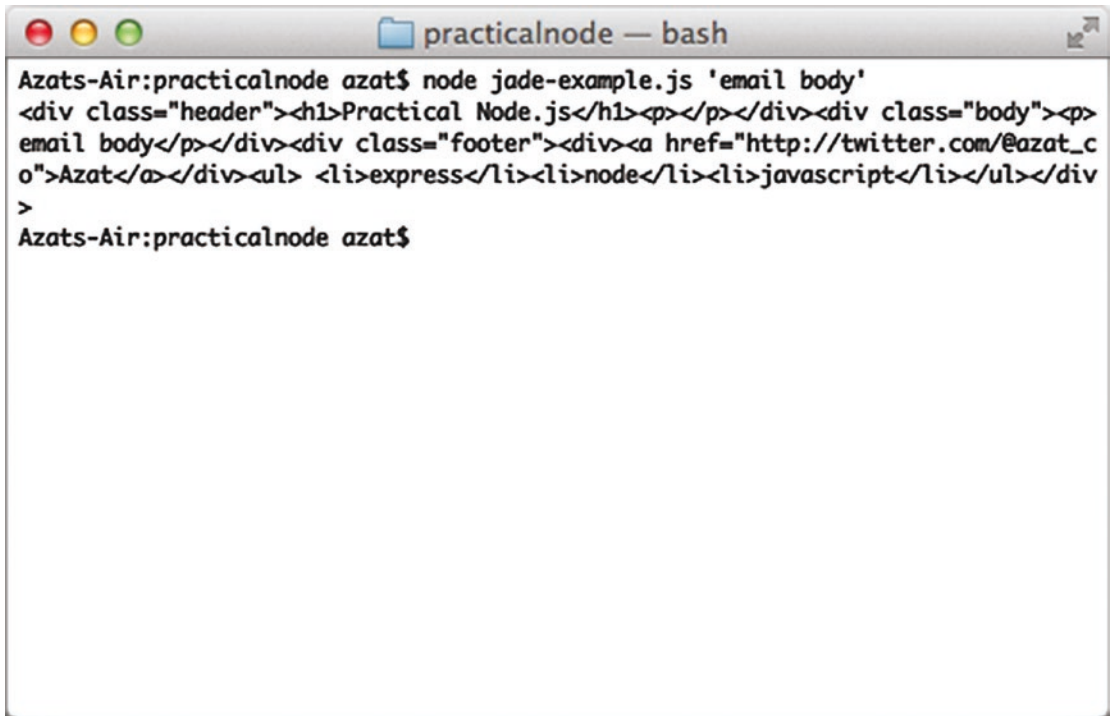 practicalnode — bash
Azats-Air:practicalnode azat$ node jade-example.js 'email body'
<div class="header"><h1>Practical Node.js</h1><p></p></div><div class="body"><p>
email body</p></div><div class="footer"><div><a href="http://twitter.com/@azat_c
o">Azat</a></div><ul> <li>express</li><li>node</li><li>javascript</li></ul></div
>
Azats-Air:practicalnode azat$